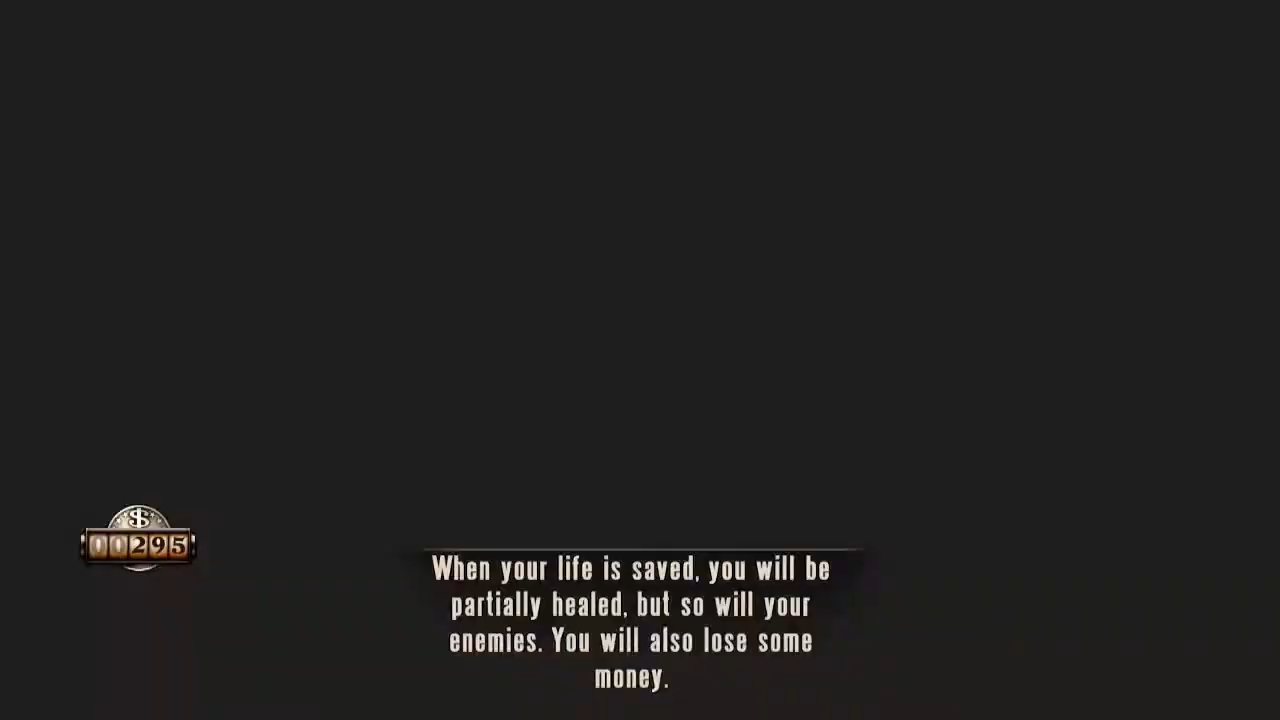 $
00295
When your life is saved, you will be
partially healed, but so will your
enemies. You will also lose some
money.